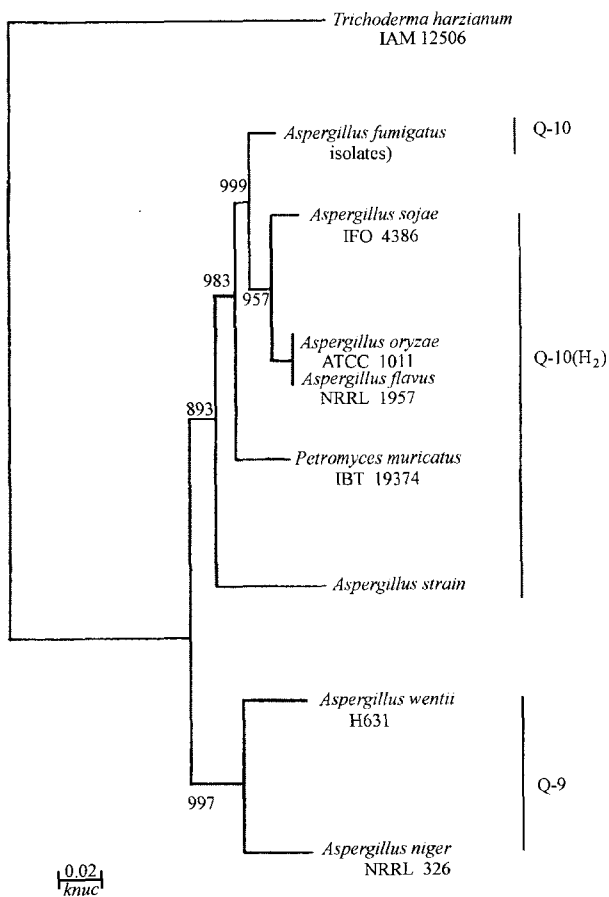 Trichoderma harzianum
IAM 12506
Aspergillus fumigatus
isolates)
Q-10
999
Aspergillus sojae
IFO 4386
983
957
Aspergillus oryzae
ATCC 1011
Aspergillus flavus
NRRL 1957
Q-10(H₂)
893
Petromyces muricatus
IBT 19374
Aspergillus strain
Aspergillus wentii
H631
Q-9
997
Aspergillus niger
NRRL 326
0.02
knuc